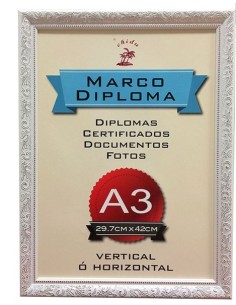 MARCO
DIPLOMA
DIPLOMAS
CERTIFICADOS
DOCUMENTOS
FOTOS
A3
29.7CM X 42CM
VERTICAL
Ó HORIZONTAL